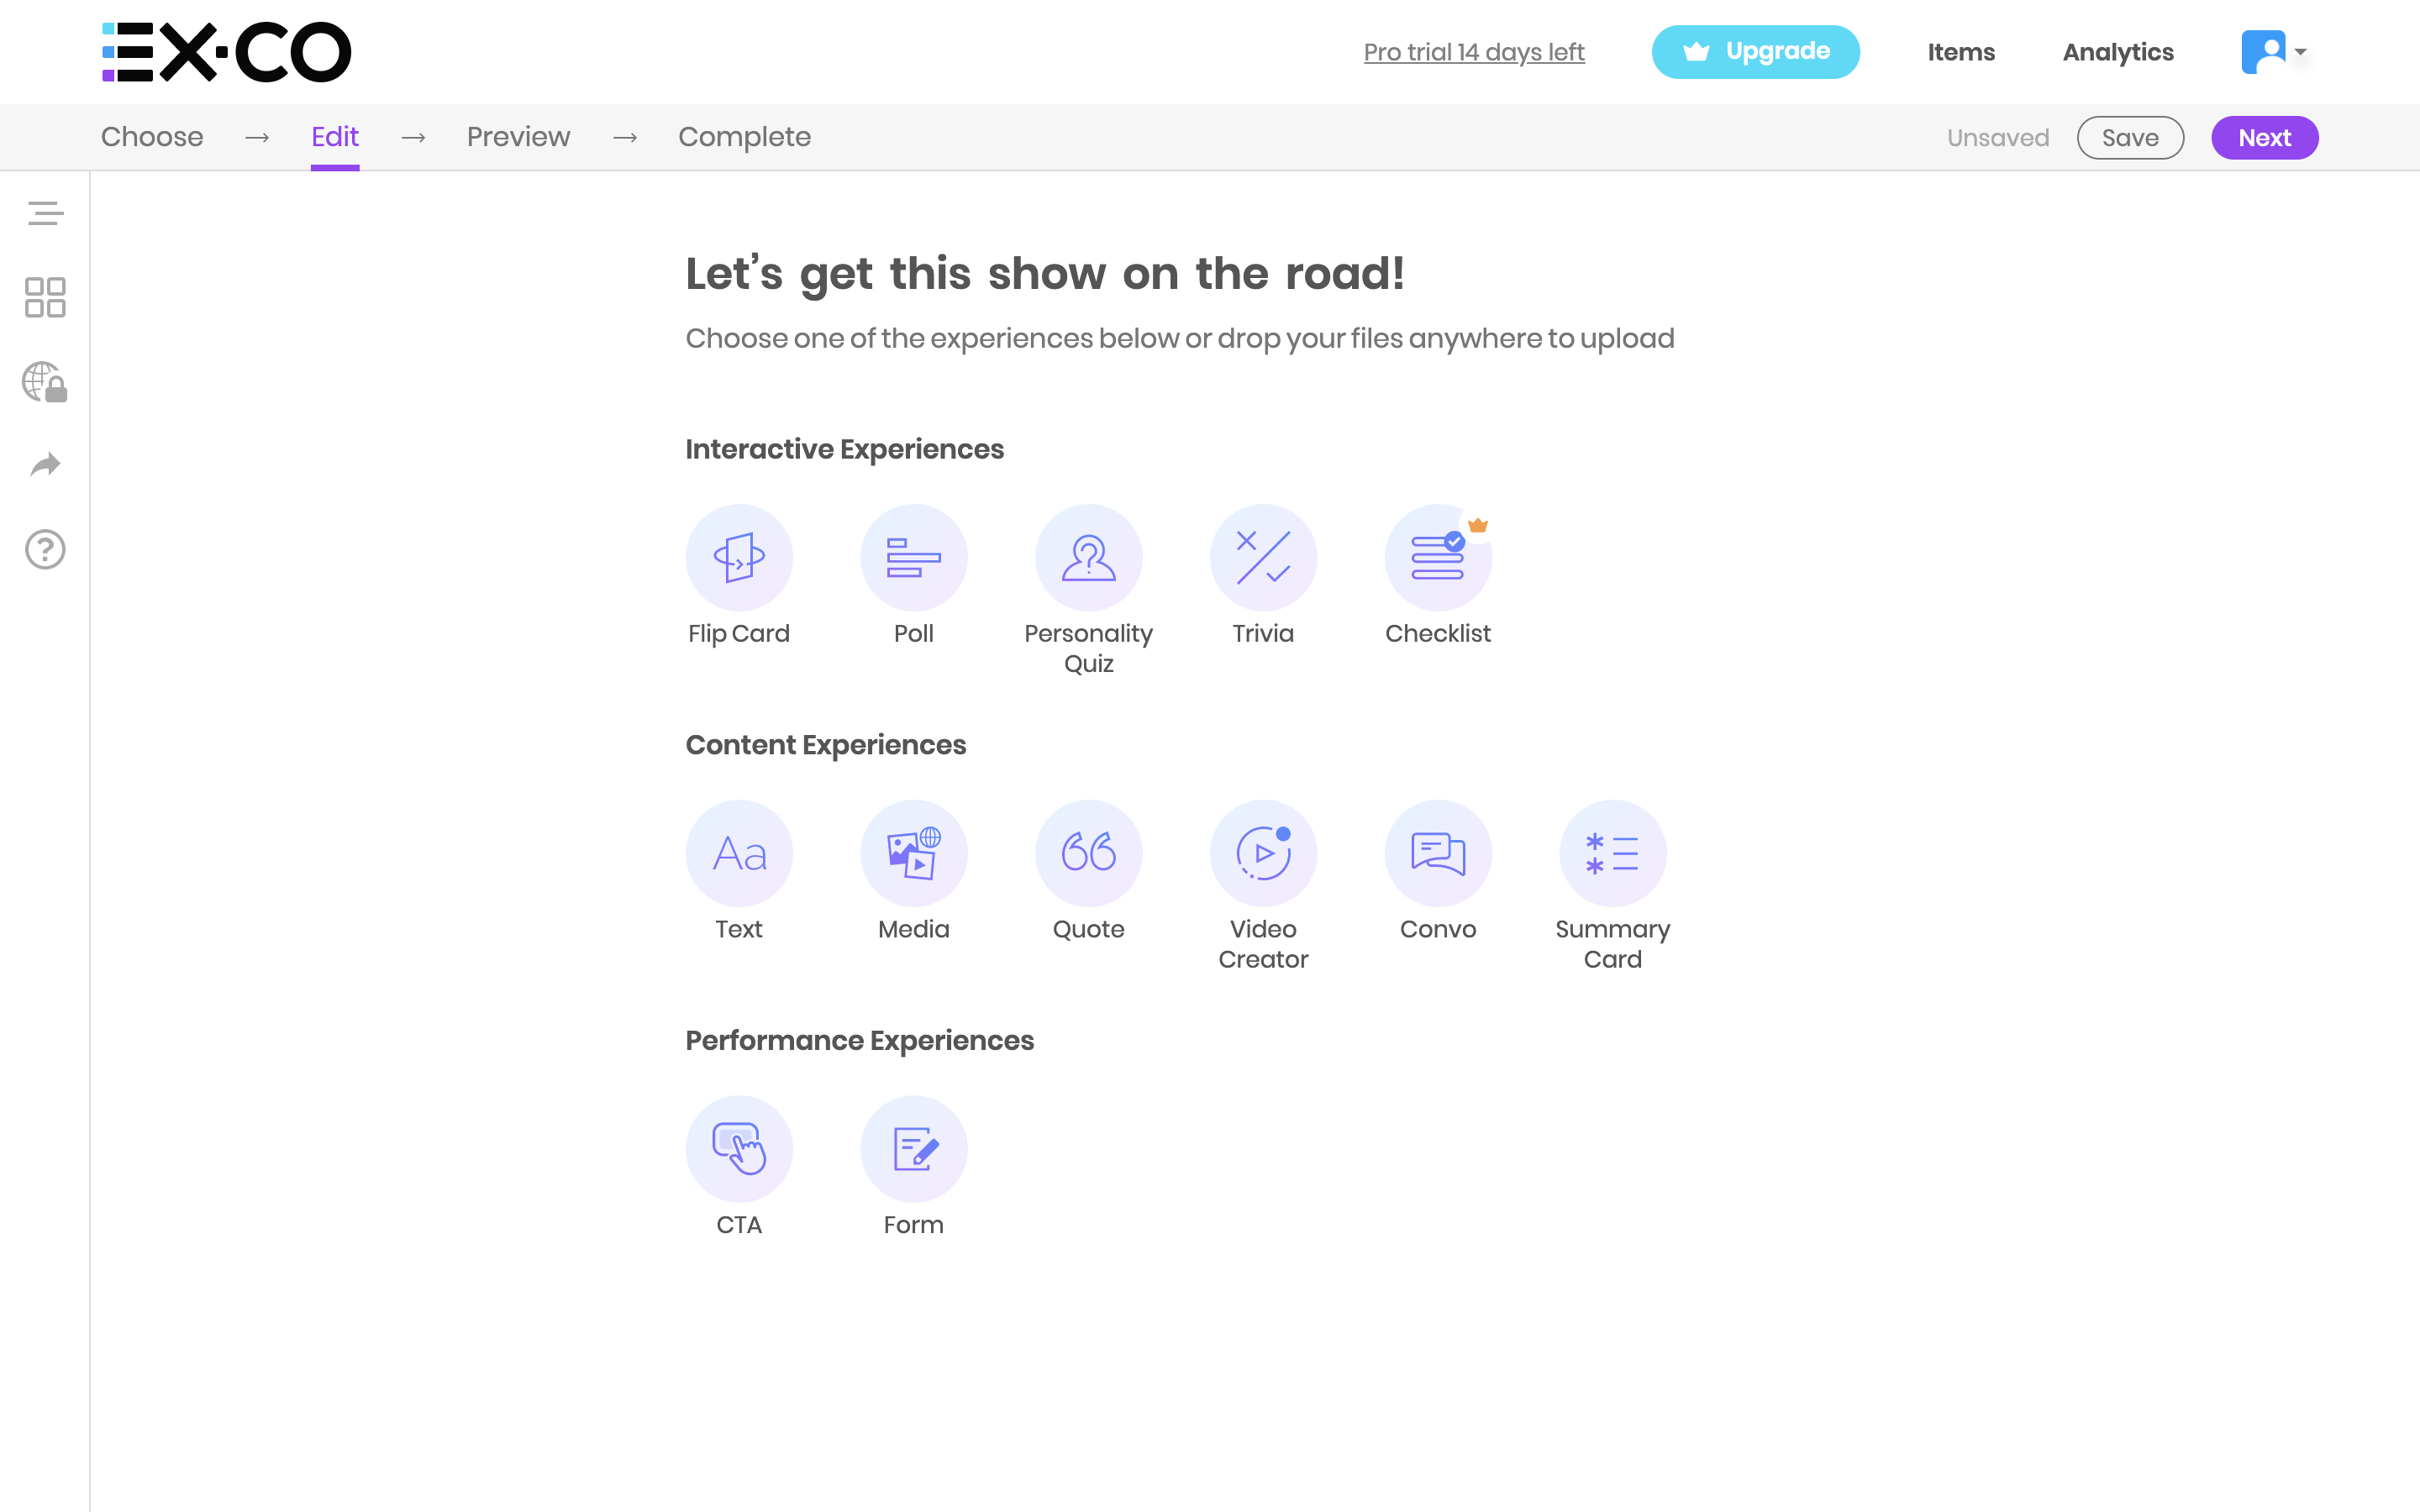 EX·CO
Pro trial 14 days left
Upgrade
Items
Analytics
Choose → Edit → Preview → Complete
Unsaved
Save
Next
Let's get this show on the road!
Choose one of the experiences below or drop your files anywhere to upload
Interactive Experiences
Flip Card
Poll
Personality
Quiz
Trivia
Checklist
Content Experiences
Aa
Text
Media
Quote
Video
Creator
Convo
Summary
Card
Performance Experiences
CTA
Form